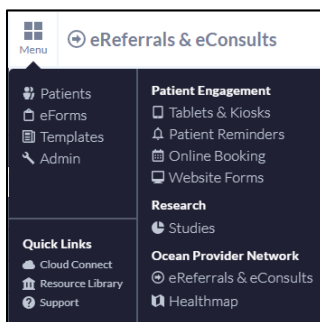 Menu
eReferrals & eConsults
Patients
eForms
Templates
Admin
Quick Links
Cloud Connect
Resource Library
Support
Patient Engagement
Tablets & Kiosks
Patient Reminders
Online Booking
Website Forms
Research
Studies
Ocean Provider Network
eReferrals & eConsults
Healthmap